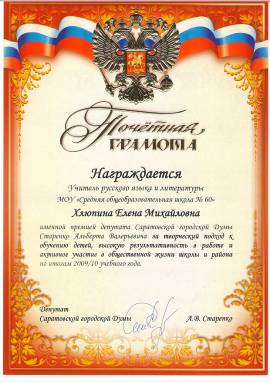 Почётная
ГРАМОТА
Награждается
Учитель русского языка и литературы
МОУ «Средняя общеобразовательная школа № 60»
Хлюпина Елена Михайловна
именной премией депутата Саратовской городской Думы
Старенко Альберта Валерьевича за творческий подход к
обучению детей, высокую результативность в работе и
активное участие в общественной жизни школы и района
по итогам 2009/10 учебного года.
Депутат
Саратовской городской Думы А.В. Старенко